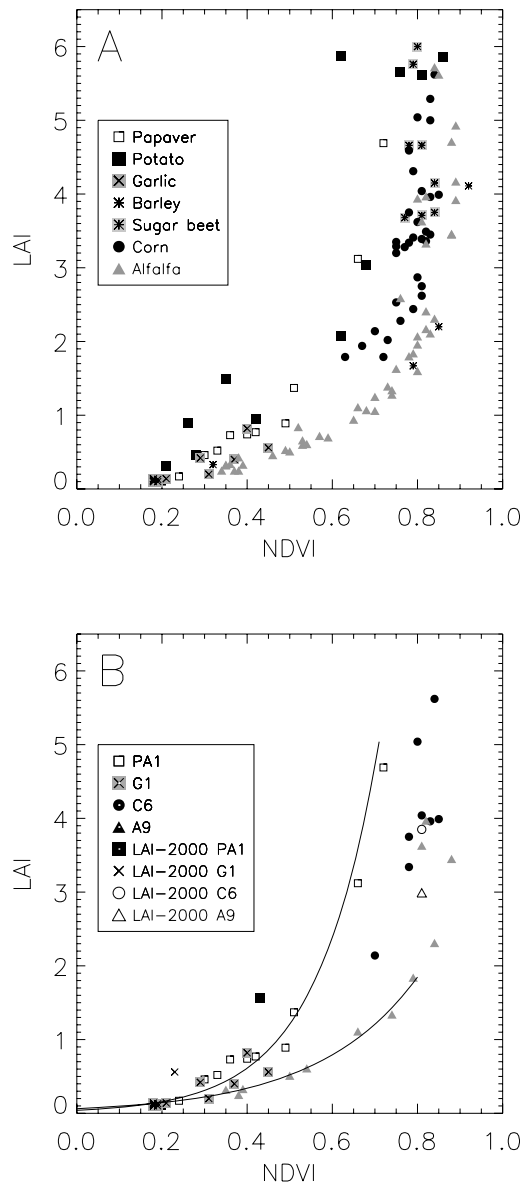 A
6
5
4
3
2
1
0
LAI
Papaver
Potato
Garlic
Barley
Sugar beet
Corn
Alfalfa
0.0 0.2 0.4 0.6 0.8 1.0
NDVI
B
6
5
4
3
2
1
0
LAI
PA1
G1
C6
A9
LAI-2000 PA1
LAI-2000 G1
LAI-2000 C6
LAI-2000 A9
0.0 0.2 0.4 0.6 0.8 1.0
NDVI